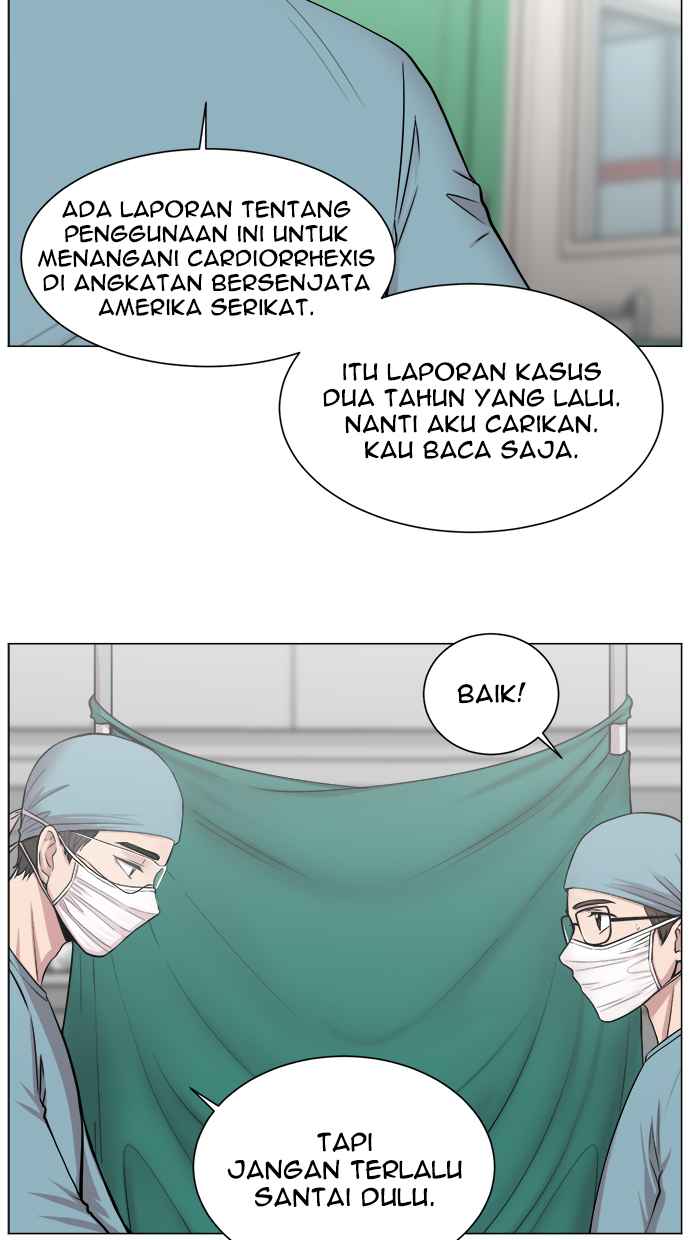 ADA LAPORAN TENTANG
PENGGUNAAN INI UNTUK
MENANGANI CARDIORRHEXIS
DI ANGKATAN BERSENJATA
AMERIKA SERIKAT.
ITU LAPORAN KASUS
DUA TAHUN YANG LALU.
NANTI AKU CARIKAN.
KAU BACA SAJA.
BAIK!
TAPI
JANGAN TERLALU
SANTAI DULU.